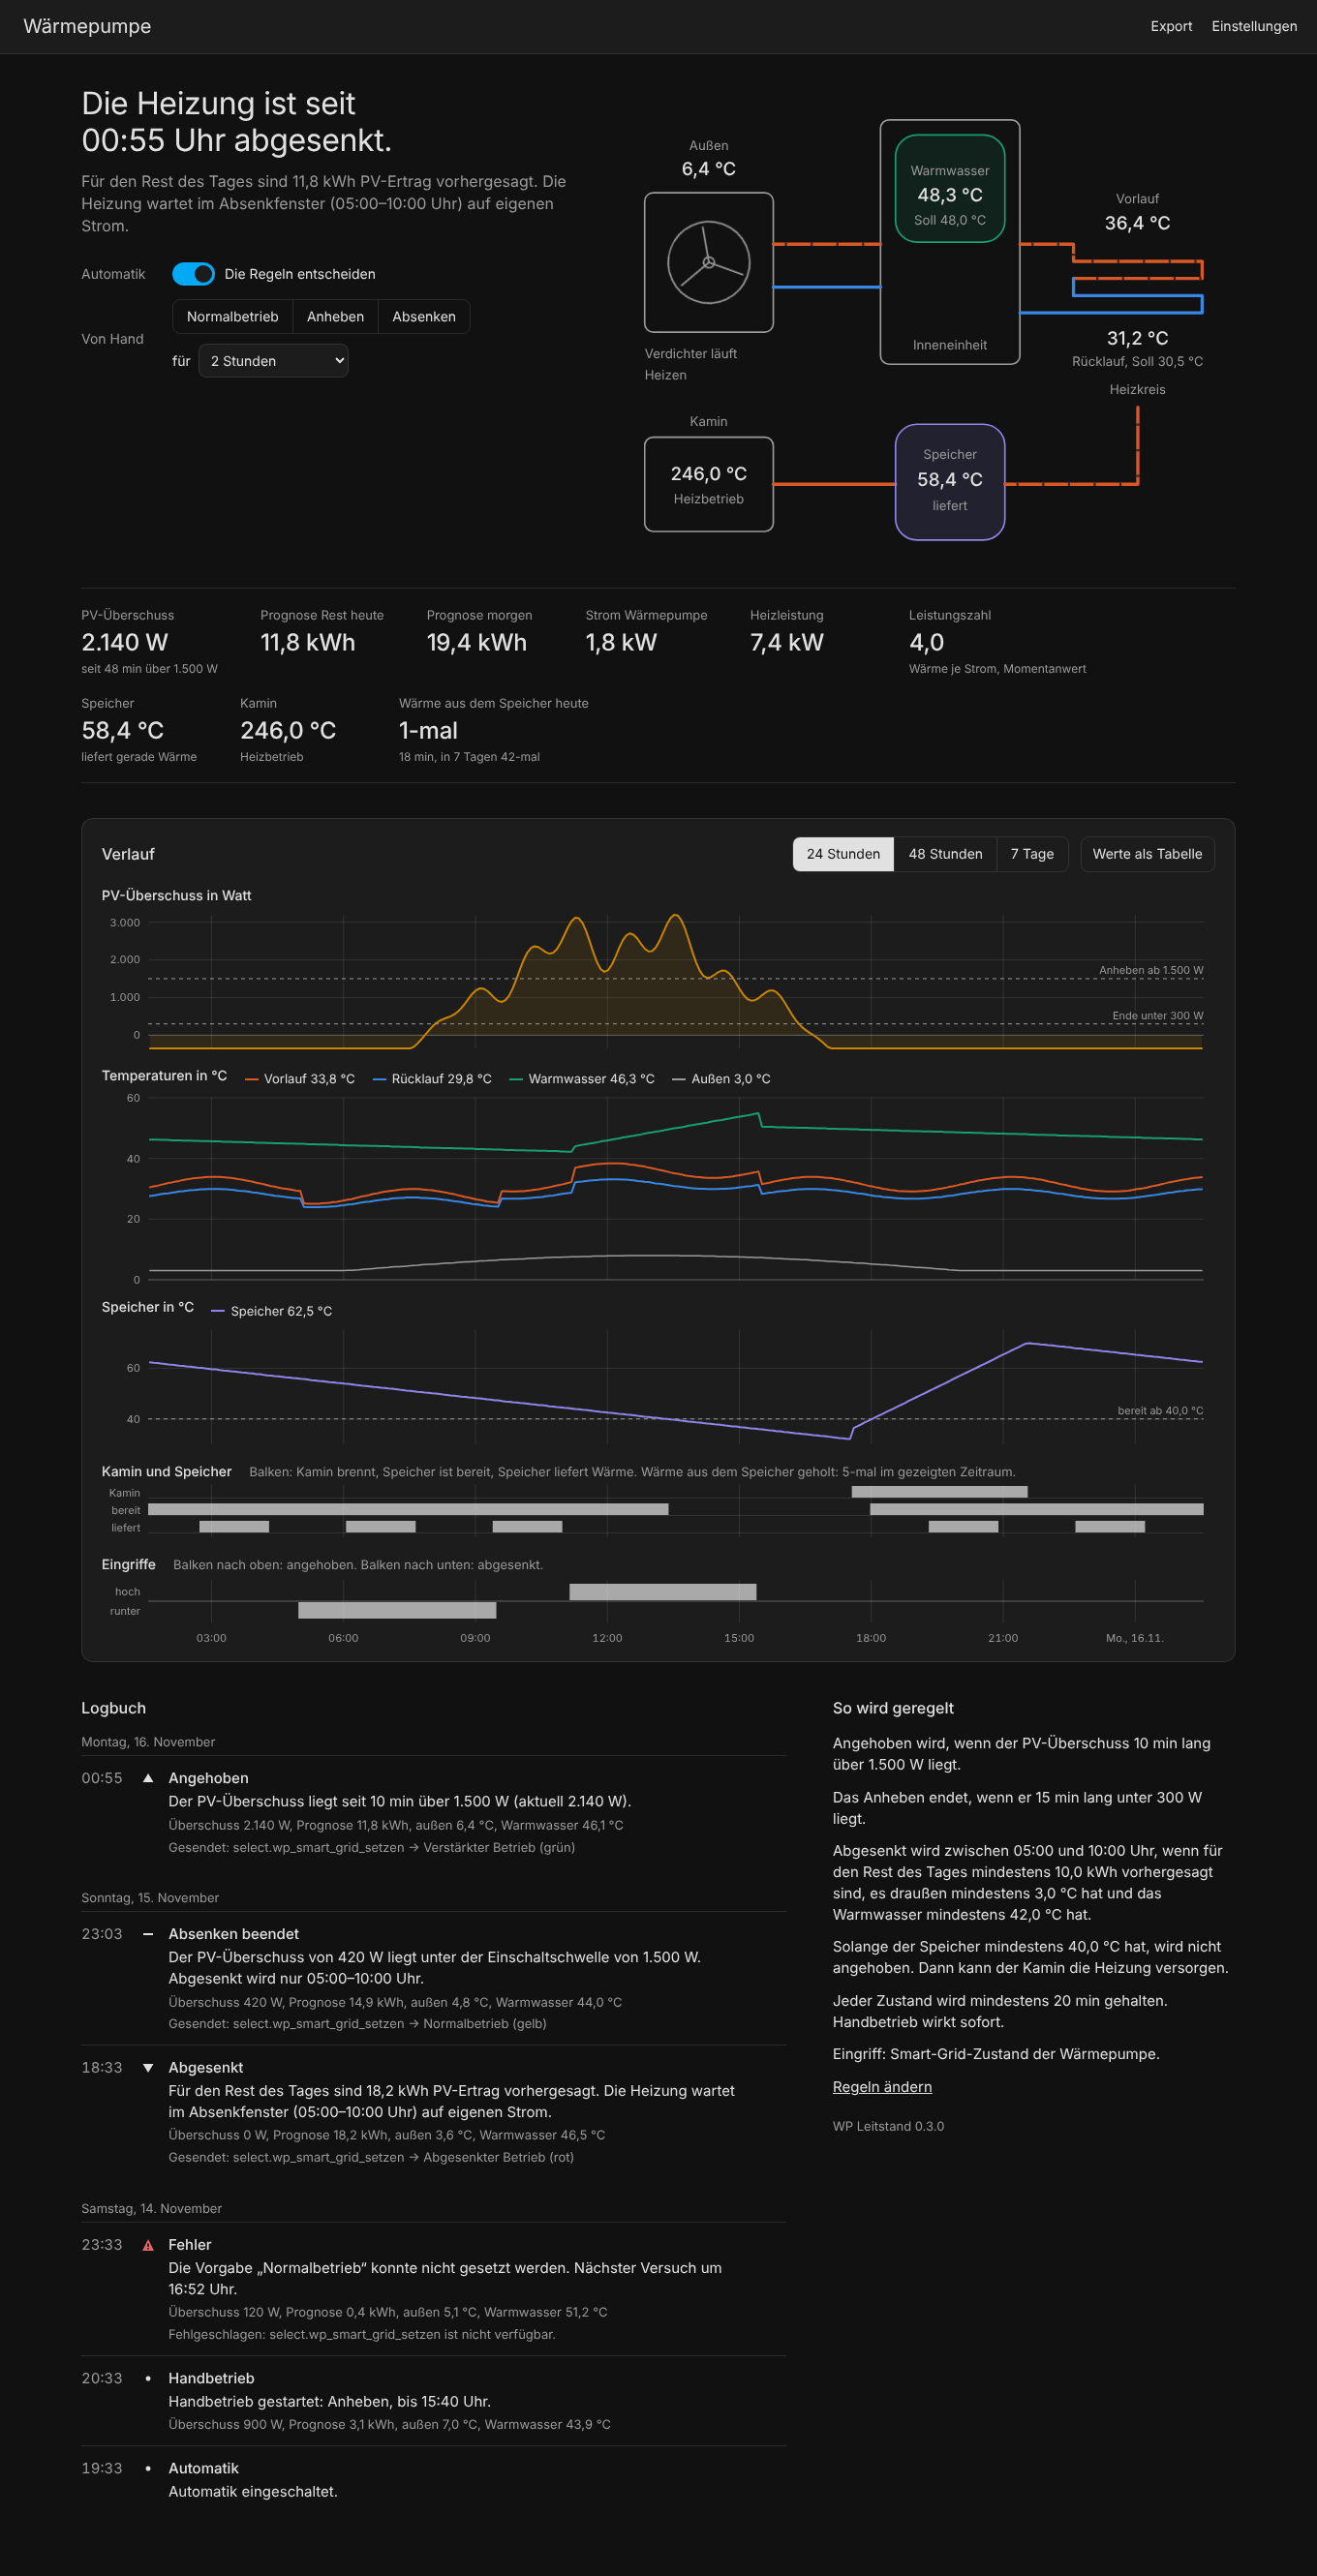 Wärmepumpe
Export
Einstellungen
Die Heizung ist seit
00:55 Uhr abgesenkt.
Für den Rest des Tages sind 11,8 kWh PV-Ertrag vorhergesagt. Die
Heizung wartet im Absenkfenster (05:00–10:00 Uhr) auf eigenen
Strom.
Automatik
Die Regeln entscheiden
Von Hand
Normalbetrieb
Anheben
Absenken
für
2 Stunden
Außen
6,4 °C
Verdichter läuft
Heizen
Warmwasser
48,3 °C
Soll 48,0 °C
Inneneinheit
Vorlauf
36,4 °C
31,2 °C
Rücklauf, Soll 30,5 °C
Heizkreis
Kamin
246,0 °C
Heizbetrieb
Speicher
58,4 °C
liefert
PV-Überschuss
2.140 W
seit 48 min über 1.500 W
Prognose Rest heute
11,8 kWh
Prognose morgen
19,4 kWh
Strom Wärmepumpe
1,8 kW
Heizleistung
7,4 kW
Leistungszahl
4,0
Wärme je Strom, Momentanwert
Speicher
58,4 °C
liefert gerade Wärme
Kamin
246,0 °C
Heizbetrieb
Wärme aus dem Speicher heute
1-mal
18 min, in 7 Tagen 42-mal
Verlauf
24 Stunden
48 Stunden
7 Tage
Werte als Tabelle
PV-Überschuss in Watt
3.000
2.000
1.000
0
Anheben ab 1.500 W
Ende unter 300 W
Temperaturen in °C
Vorlauf 33,8 °C
Rücklauf 29,8 °C
Warmwasser 46,3 °C
Außen 3,0 °C
60
40
20
0
Speicher in °C
Speicher 62,5 °C
60
40
bereit ab 40,0 °C
Kamin und Speicher
Balken: Kamin brennt, Speicher ist bereit, Speicher liefert Wärme. Wärme aus dem Speicher geholt: 5-mal im gezeigten Zeitraum.
Kamin
bereit
liefert
Eingriffe
Balken nach oben: angehoben. Balken nach unten: abgesenkt.
hoch
runter
03:00
06:00
09:00
12:00
15:00
18:00
21:00
Mo., 16.11.
Logbuch
Montag, 16. November
00:55
Angehoben
Der PV-Überschuss liegt seit 10 min über 1.500 W (aktuell 2.140 W).
Überschuss 2.140 W, Prognose 11,8 kWh, außen 6,4 °C, Warmwasser 46,1 °C
Gesendet: select.wp_smart_grid_setzen → Verstärkter Betrieb (grün)
Sonntag, 15. November
23:03
Absenken beendet
Der PV-Überschuss von 420 W liegt unter der Einschaltschwelle von 1.500 W.
Abgesenkt wird nur 05:00–10:00 Uhr.
Überschuss 420 W, Prognose 14,9 kWh, außen 4,8 °C, Warmwasser 44,0 °C
Gesendet: select.wp_smart_grid_setzen → Normalbetrieb (gelb)
18:33
Abgesenkt
Für den Rest des Tages sind 18,2 kWh PV-Ertrag vorhergesagt. Die Heizung wartet
im Absenkfenster (05:00–10:00 Uhr) auf eigenen Strom.
Überschuss 0 W, Prognose 18,2 kWh, außen 3,6 °C, Warmwasser 46,5 °C
Gesendet: select.wp_smart_grid_setzen → Abgesenkter Betrieb (rot)
Samstag, 14. November
23:33
Fehler
Die Vorgabe „Normalbetrieb“ konnte nicht gesetzt werden. Nächster Versuch um
16:52 Uhr.
Überschuss 120 W, Prognose 0,4 kWh, außen 5,1 °C, Warmwasser 51,2 °C
Fehlgeschlagen: select.wp_smart_grid_setzen ist nicht verfügbar.
20:33
Handbetrieb
Handbetrieb gestartet: Anheben, bis 15:40 Uhr.
Überschuss 900 W, Prognose 3,1 kWh, außen 7,0 °C, Warmwasser 43,9 °C
19:33
Automatik
Automatik eingeschaltet.
So wird geregelt
Angehoben wird, wenn der PV-Überschuss 10 min lang
über 1.500 W liegt.
Das Anheben endet, wenn er 15 min lang unter 300 W
liegt.
Abgesenkt wird zwischen 05:00 und 10:00 Uhr, wenn für
den Rest des Tages mindestens 10,0 kWh vorhergesagt
sind, es draußen mindestens 3,0 °C hat und das
Warmwasser mindestens 42,0 °C hat.
Solange der Speicher mindestens 40,0 °C hat, wird nicht
angehoben. Dann kann der Kamin die Heizung versorgen.
Jeder Zustand wird mindestens 20 min gehalten.
Handbetrieb wirkt sofort.
Eingriff: Smart-Grid-Zustand der Wärmepumpe.
Regeln ändern
WP Leitstand 0.3.0